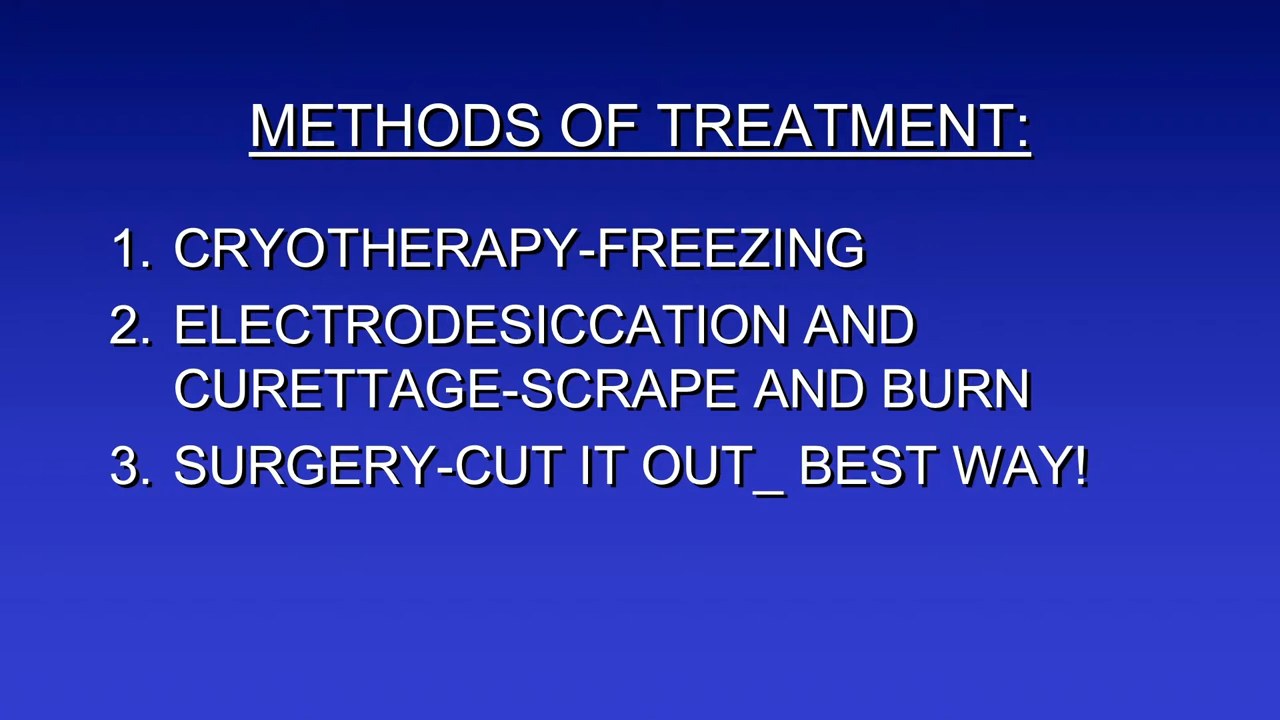 METHODS OF TREATMENT:
1. CRYOTHERAPY-FREEZING
2. ELECTRODESICCATION AND
CURETTAGE-SCRAPE AND BURN
3. SURGERY-CUT IT OUT_ BEST WAY!